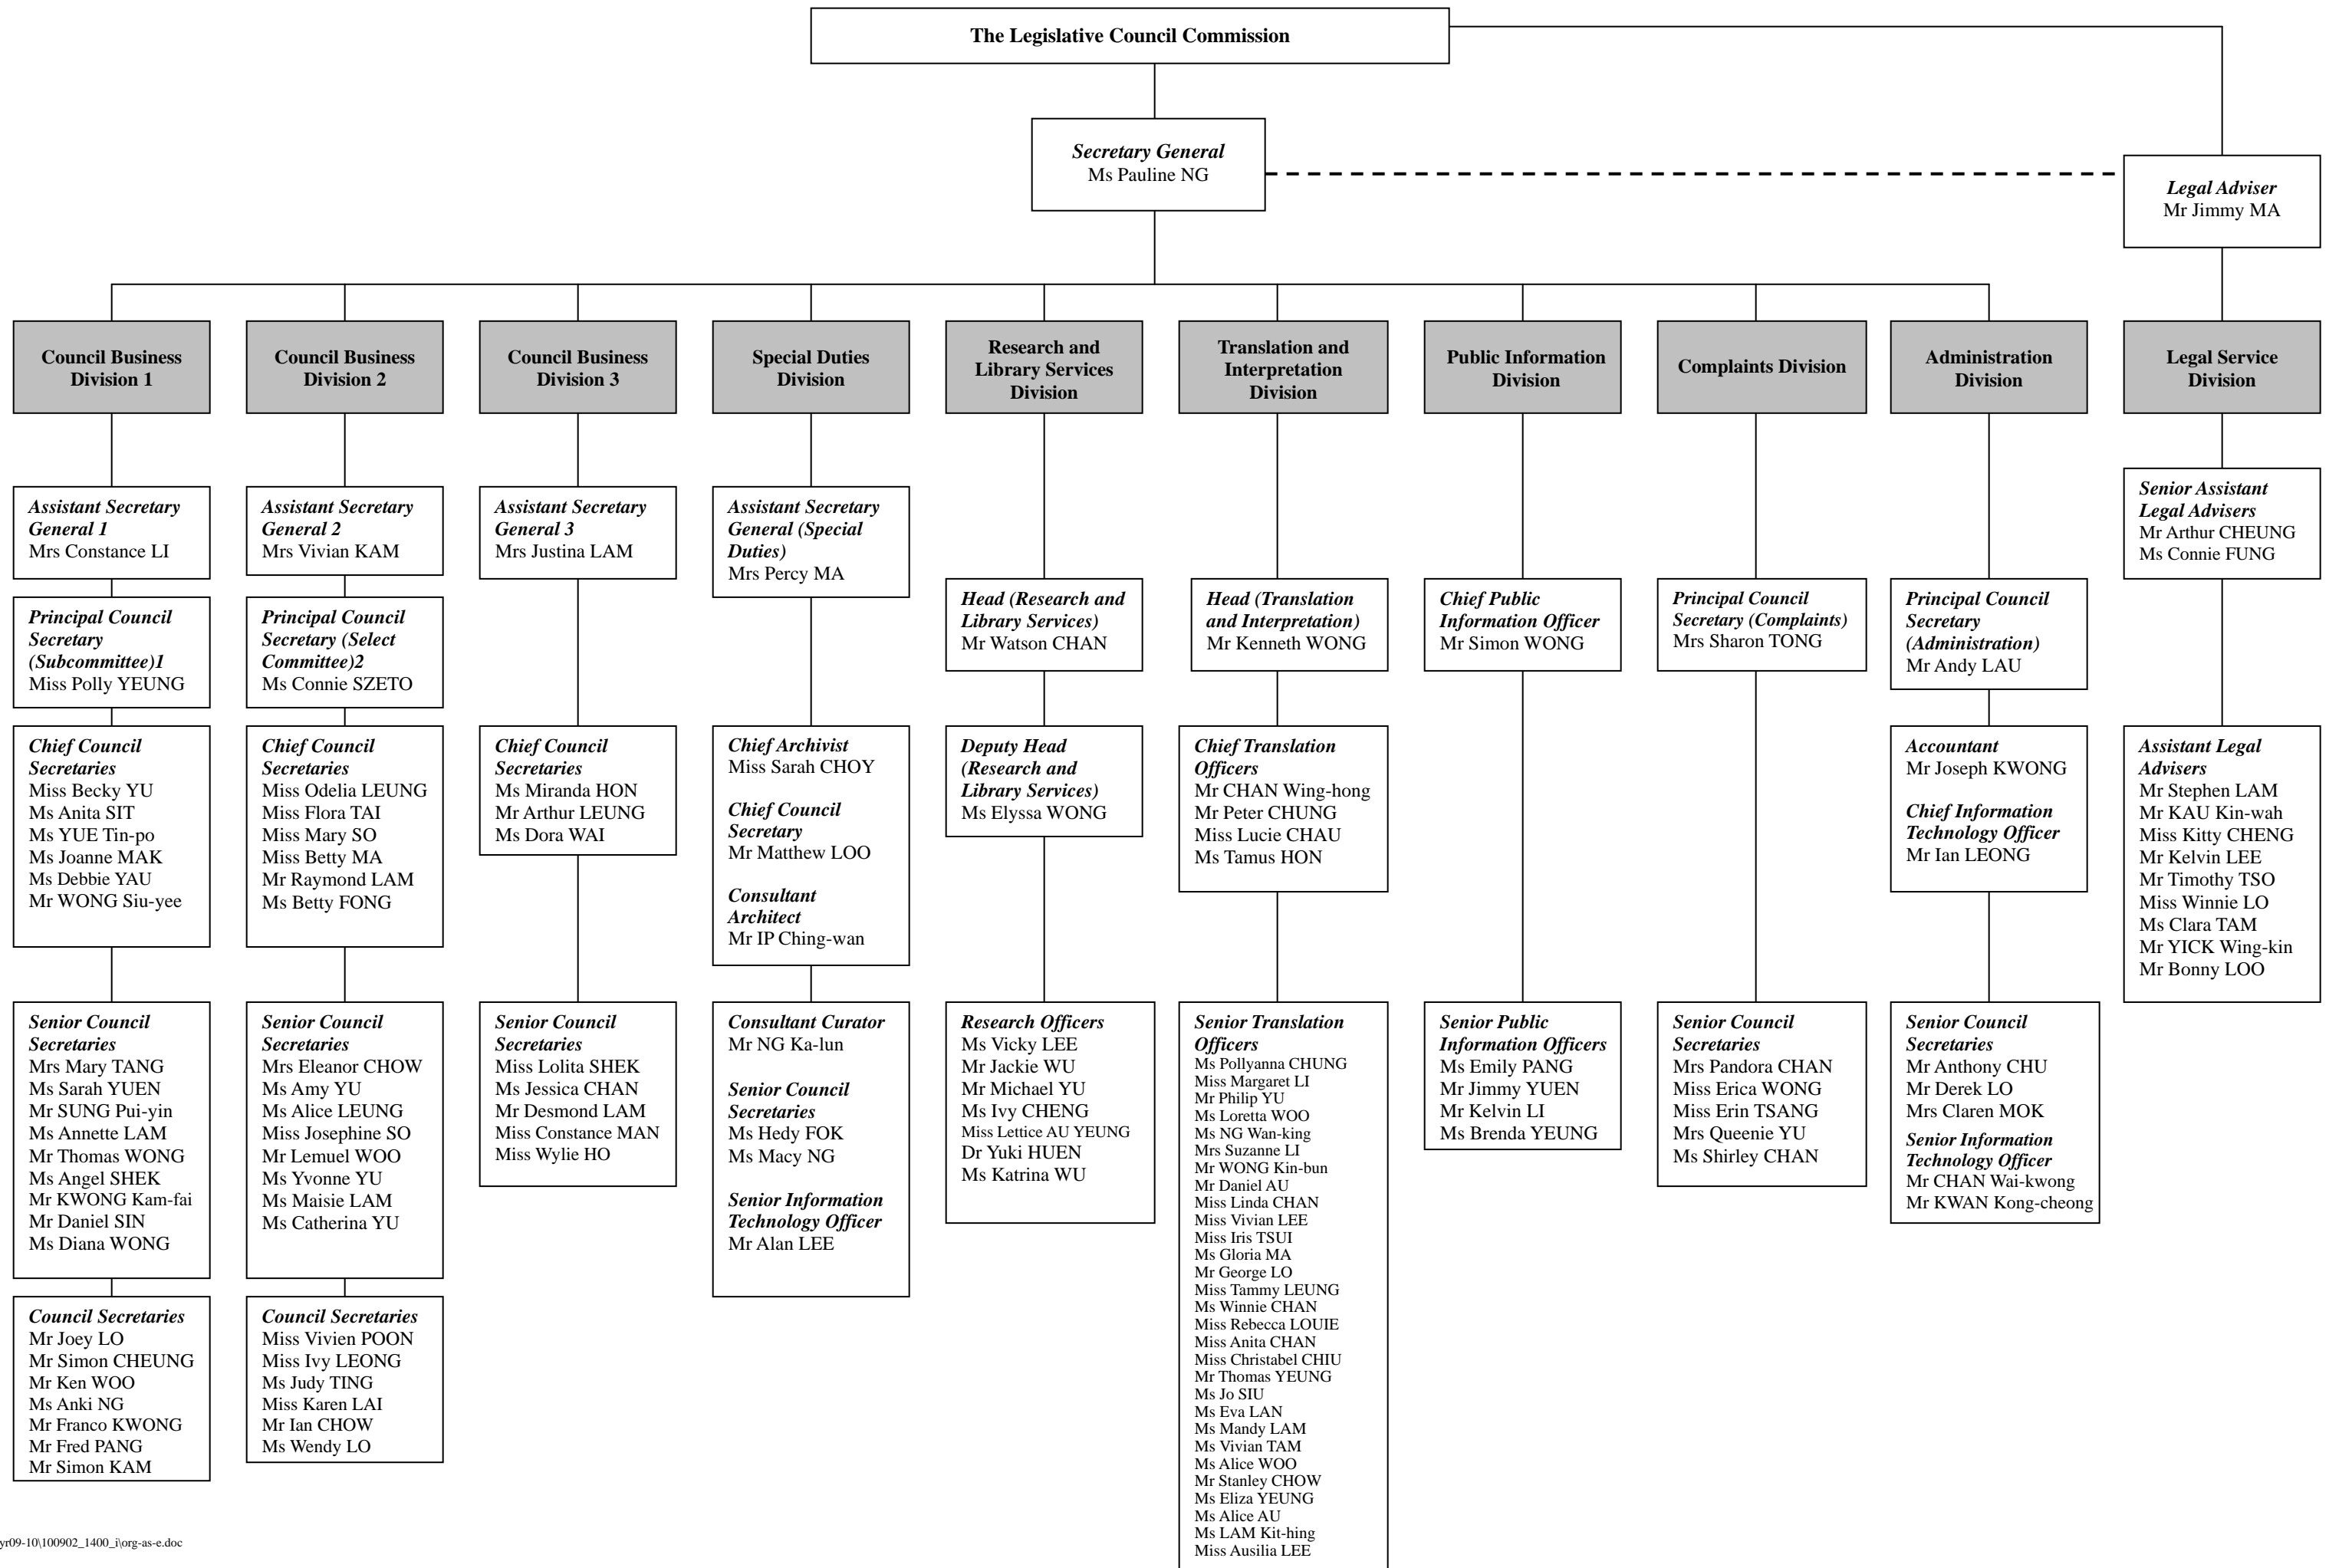 The Legislative Council Commission
Secretary General
Ms Pauline NG
Legal Adviser
Mr Jimmy MA
Council Business
Division 1
Council Business
Division 2
Council Business
Division 3
Special Duties
Division
Research and
Library Services
Division
Translation and
Interpretation
Division
Public Information
Division
Complaints Division
Administration
Division
Legal Service
Division
Assistant Secretary
General 1
Mrs Constance LI
Principal Council
Secretary
(Subcommittee)1
Miss Polly YEUNG
Chief Council
Secretaries
Miss Becky YU
Ms Anita SIT
Ms YUE Tin-po
Ms Joanne MAK
Ms Debbie YAU
Mr WONG Siu-yee
Senior Council
Secretaries
Mrs Mary TANG
Ms Sarah YUEN
Mr SUNG Pui-yin
Ms Annette LAM
Mr Thomas WONG
Ms Angel SHEK
Mr KWONG Kam-fai
Mr Daniel SIN
Ms Diana WONG
Council Secretaries
Mr Joey LO
Mr Simon CHEUNG
Mr Ken WOO
Ms Anki NG
Mr Franco KWONG
Mr Fred PANG
Mr Simon KAM
Assistant Secretary
General 2
Mrs Vivian KAM
Principal Council
Secretary (Select
Committee)2
Ms Connie SZETO
Chief Council
Secretaries
Miss Odelia LEUNG
Miss Flora TAI
Miss Mary SO
Miss Betty MA
Mr Raymond LAM
Ms Betty FONG
Senior Council
Secretaries
Mrs Eleanor CHOW
Ms Amy YU
Ms Alice LEUNG
Miss Josephine SO
Mr Lemuel WOO
Ms Yvonne YU
Ms Maisie LAM
Ms Catherina YU
Council Secretaries
Miss Vivien POON
Miss Ivy LEONG
Ms Judy TING
Miss Karen LAI
Mr Ian CHOW
Ms Wendy LO
Assistant Secretary
General 3
Mrs Justina LAM
Chief Council
Secretaries
Ms Miranda HON
Mr Arthur LEUNG
Ms Dora WAI
Senior Council
Secretaries
Miss Lolita SHEK
Ms Jessica CHAN
Mr Desmond LAM
Miss Constance MAN
Miss Wylie HO
Assistant Secretary
General (Special
Duties)
Mrs Percy MA
Chief Archivist
Miss Sarah CHOY
Chief Council
Secretary
Mr Matthew LOO
Consultant
Architect
Mr IP Ching-wan
Consultant Curator
Mr NG Ka-lun
Senior Council
Secretaries
Ms Hedy FOK
Ms Macy NG
Senior Information
Technology Officer
Mr Alan LEE
Head (Research and
Library Services)
Mr Watson CHAN
Deputy Head
(Research and
Library Services)
Ms Elyssa WONG
Research Officers
Ms Vicky LEE
Mr Jackie WU
Mr Michael YU
Ms Ivy CHENG
Miss Lettice AU YEUNG
Dr Yuki HUEN
Ms Katrina WU
Head (Translation
and Interpretation)
Mr Kenneth WONG
Chief Translation
Officers
Mr CHAN Wing-hong
Mr Peter CHUNG
Miss Lucie CHAU
Ms Tamus HON
Senior Translation
Officers
Ms Pollyanna CHUNG
Miss Margaret LI
Mr Philip YU
Ms Loretta WOO
Ms NG Wan-king
Mrs Suzanne LI
Mr WONG Kin-bun
Mr Daniel AU
Miss Linda CHAN
Miss Vivian LEE
Miss Iris TSUI
Ms Gloria MA
Mr George LO
Miss Tammy LEUNG
Ms Winnie CHAN
Miss Rebecca LOUIE
Miss Anita CHAN
Miss Christabel CHIU
Mr Thomas YEUNG
Ms Jo SIU
Ms Eva LAN
Ms Mandy LAM
Ms Vivian TAM
Ms Alice WOO
Mr Stanley CHOW
Ms Eliza YEUNG
Ms Alice AU
Ms LAM Kit-hing
Miss Ausilia LEE
Chief Public
Information Officer
Mr Simon WONG
Senior Public
Information Officers
Ms Emily PANG
Mr Jimmy YUEN
Mr Kelvin LI
Ms Brenda YEUNG
Principal Council
Secretary (Complaints)
Mrs Sharon TONG
Senior Council
Secretaries
Mrs Pandora CHAN
Miss Erica WONG
Miss Erin TSANG
Mrs Queenie YU
Ms Shirley CHAN
Principal Council
Secretary
(Administration)
Mr Andy LAU
Accountant
Mr Joseph KWONG
Chief Information
Technology Officer
Mr Ian LEONG
Senior Council
Secretaries
Mr Anthony CHU
Mr Derek LO
Mrs Claren MOK
Senior Information
Technology Officer
Mr CHAN Wai-kwong
Mr KWAN Kong-cheong
Senior Assistant
Legal Advisers
Mr Arthur CHEUNG
Ms Connie FUNG
Assistant Legal
Advisers
Mr Stephen LAM
Mr KAU Kin-wah
Miss Kitty CHENG
Mr Kelvin LEE
Mr Timothy TSO
Miss Winnie LO
Ms Clara TAM
Mr YICK Wing-kin
Mr Bonny LOO
yr09-10\100902_1400_i\org-as-e.doc